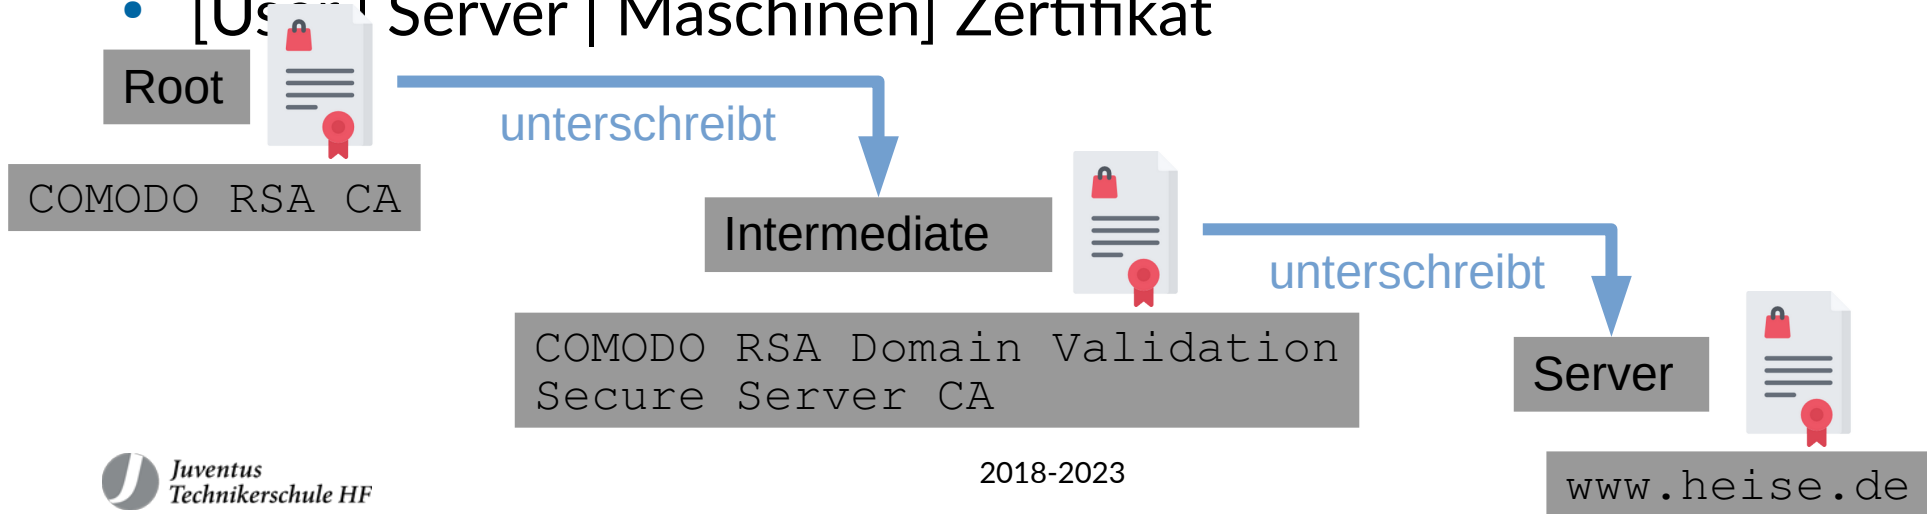 • [User | Server | Maschinen] Zertifikat
Root
unterschreibt
COMODO RSA CA
Intermediate
unterschreibt
COMODO RSA Domain Validation
Secure Server CA
Server
Juventus
Technikerschule HF
2018-2023
www.heise.de